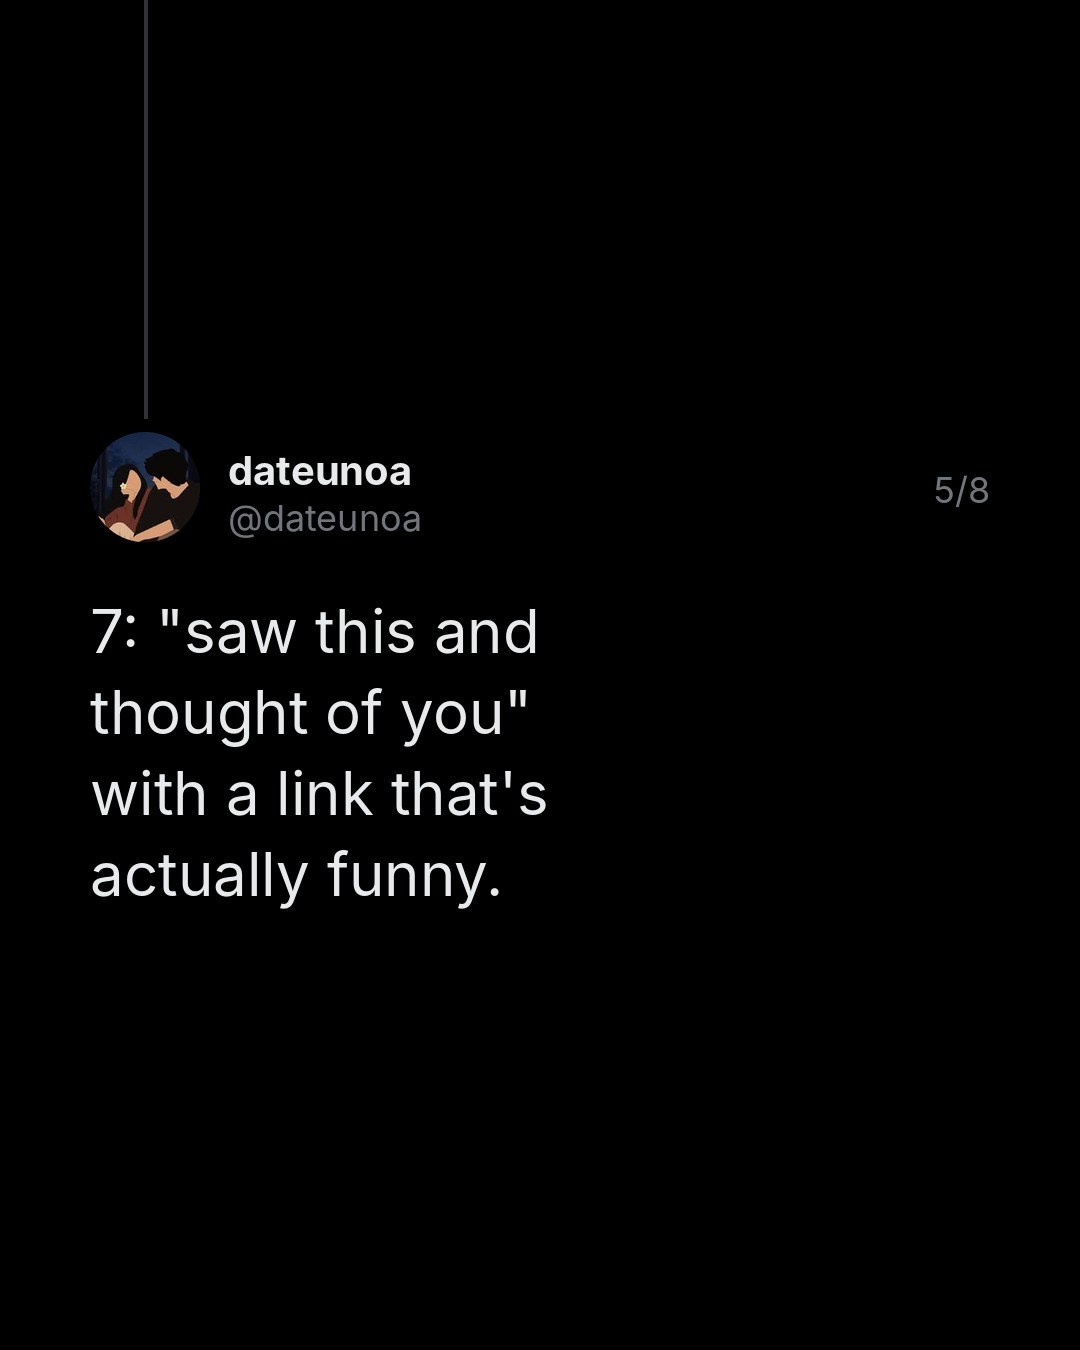 dateunoa
@dateunoa
5/8
7: "saw this and
thought of you"
with a link that's
actually funny.